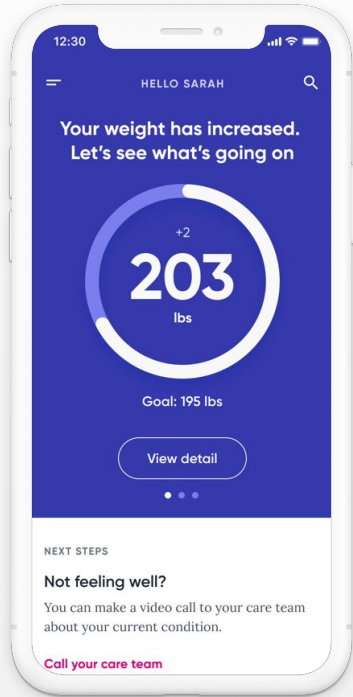 12:30
HELLO SARAH
Your weight has increased.
Let's see what's going on
+2
203
lbs
Goal: 195 lbs
View detail
NEXT STEPS
Not feeling well?
You can make a video call to your care team
about your current condition.
Call your care team